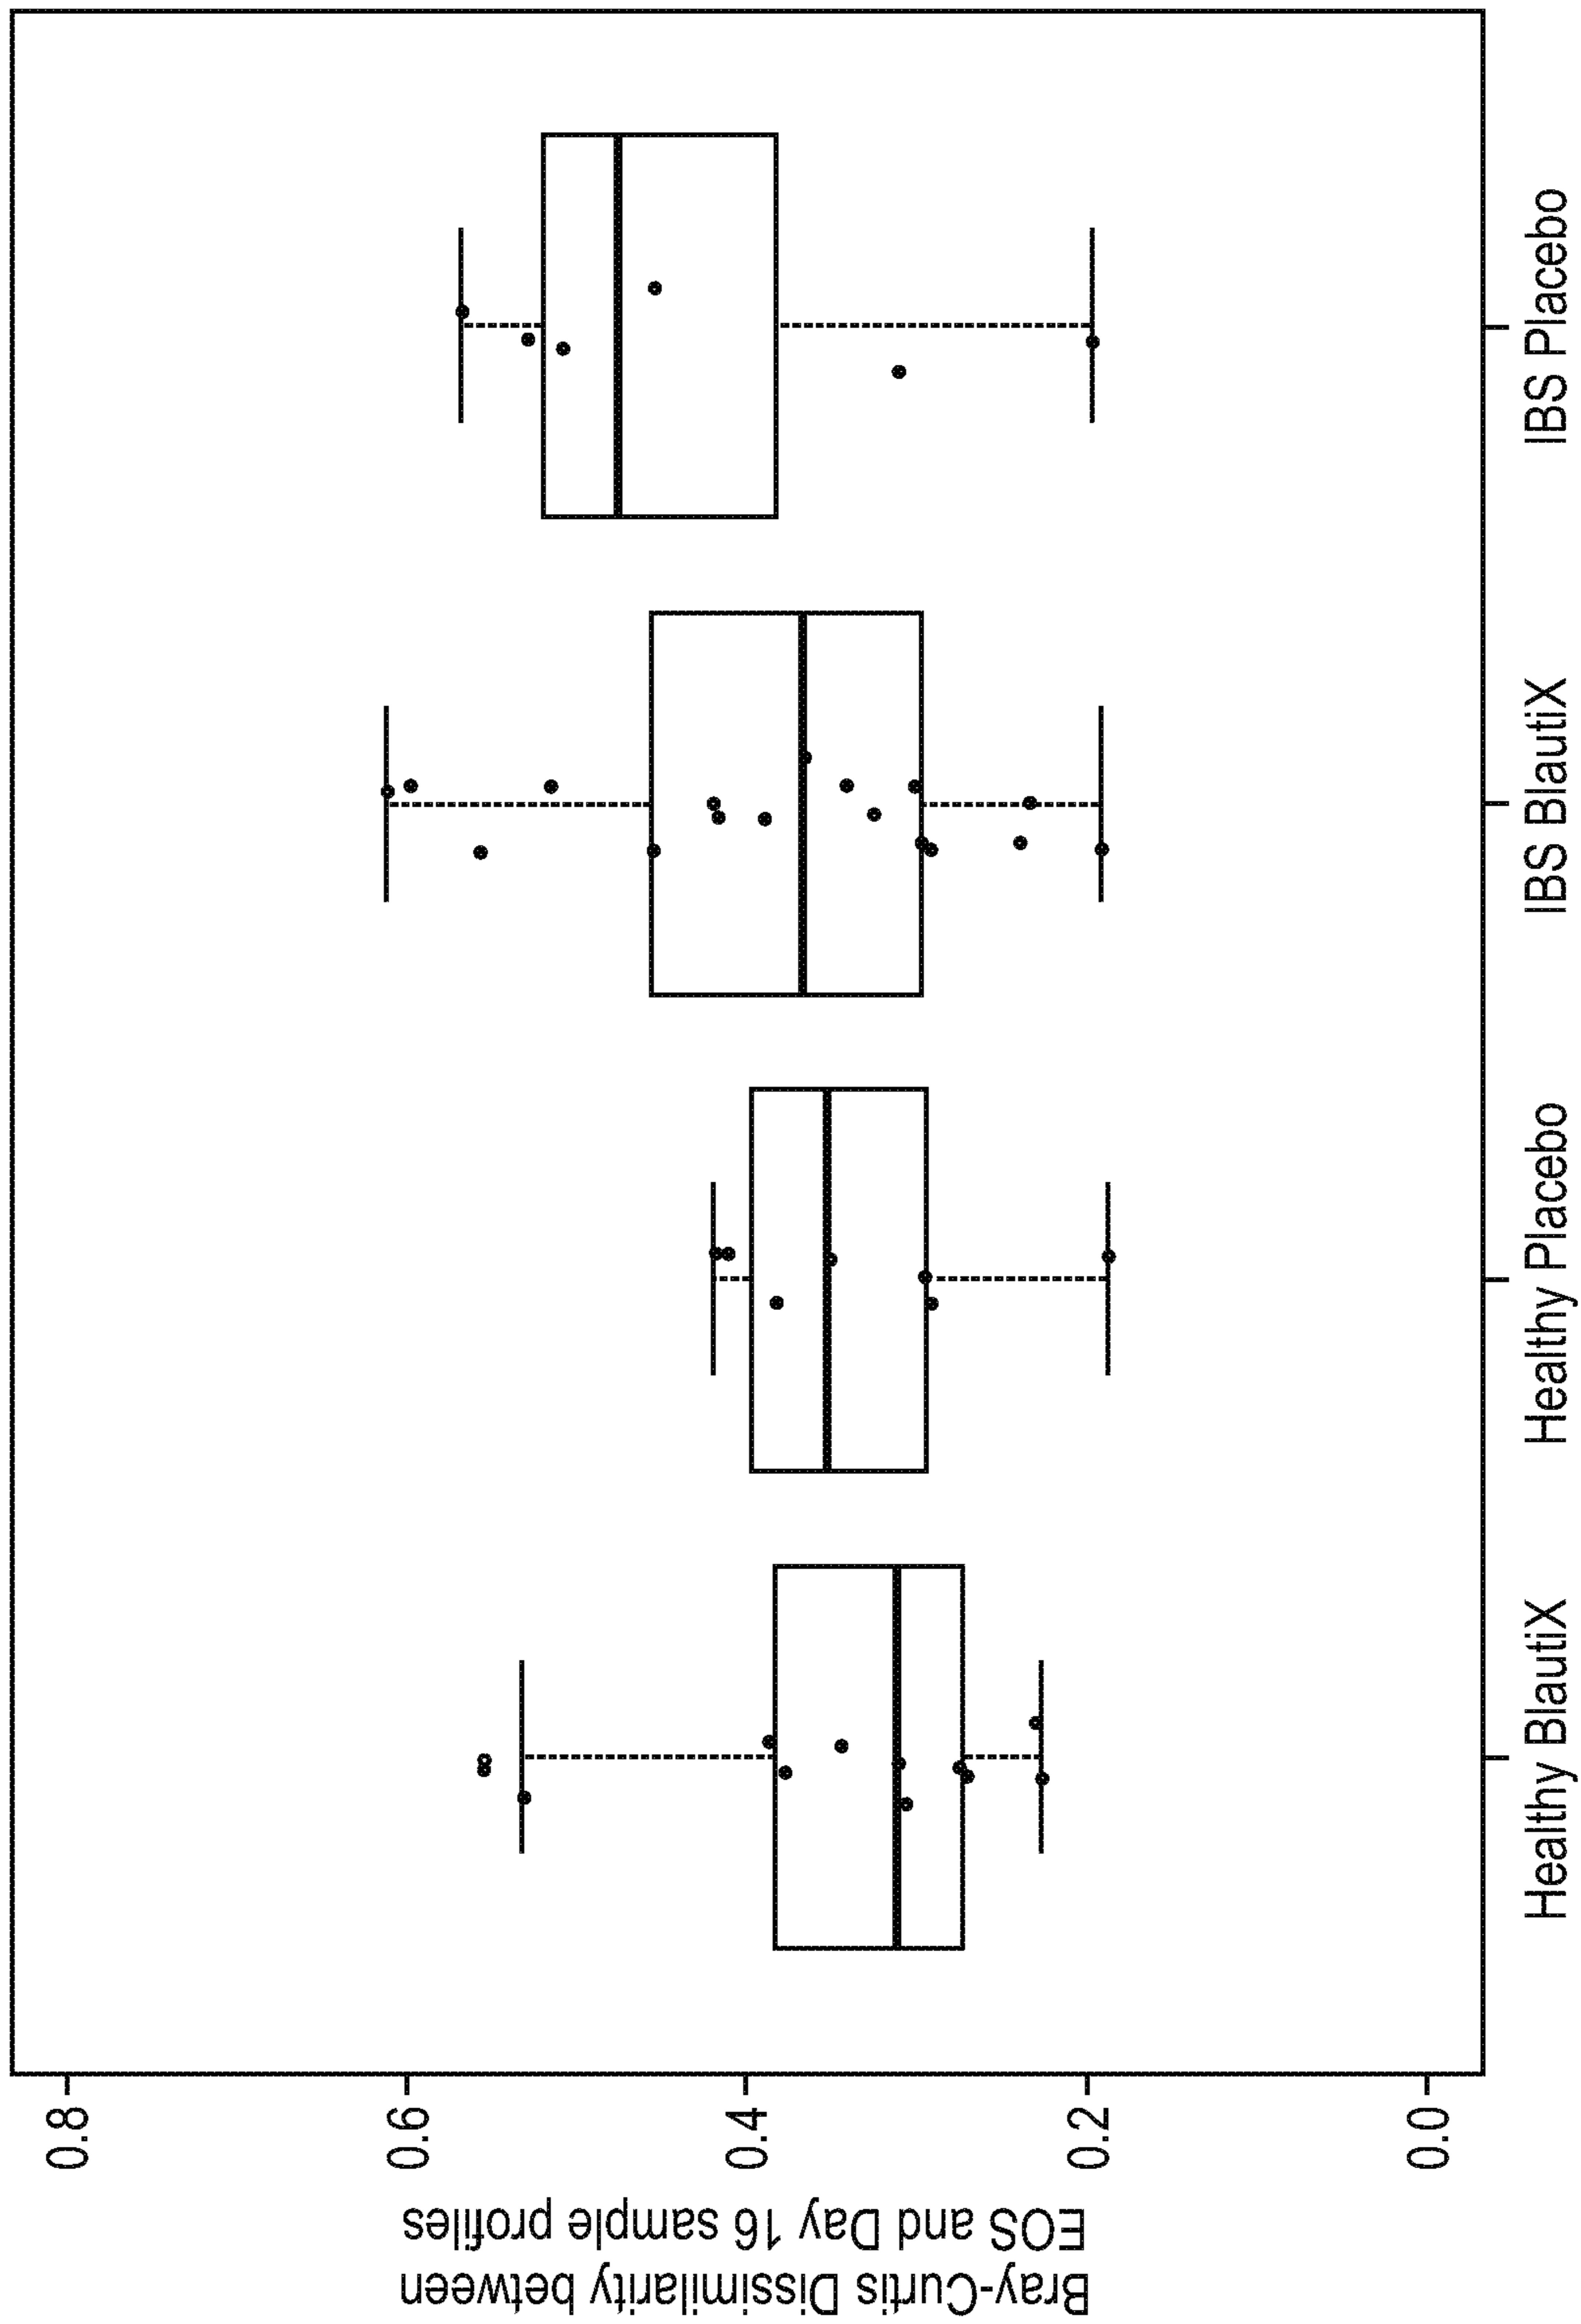 Bray-Curtis Dissimilarity between
EOS and Day 16 sample profiles
0.8
0.6
0.4
0.2
0.0
Healthy BlautiX
Healthy Placebo
IBS BlautiX
IBS Placebo